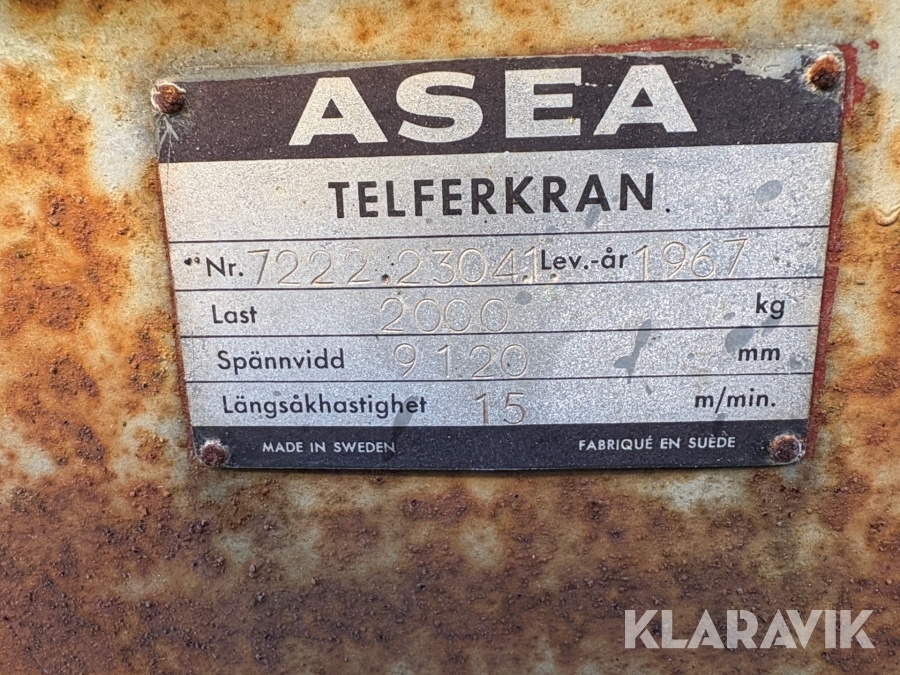 ASEA
TELFERKRAN
Nr. 7222.23041 Lev.-år 1967
Last 2000 kg
Spännvidd 9120 mm
Längsåkhastighet 15 m/min.
MADE IN SWEDEN FABRIQUÉ EN SUÈDE
KLARAVIK